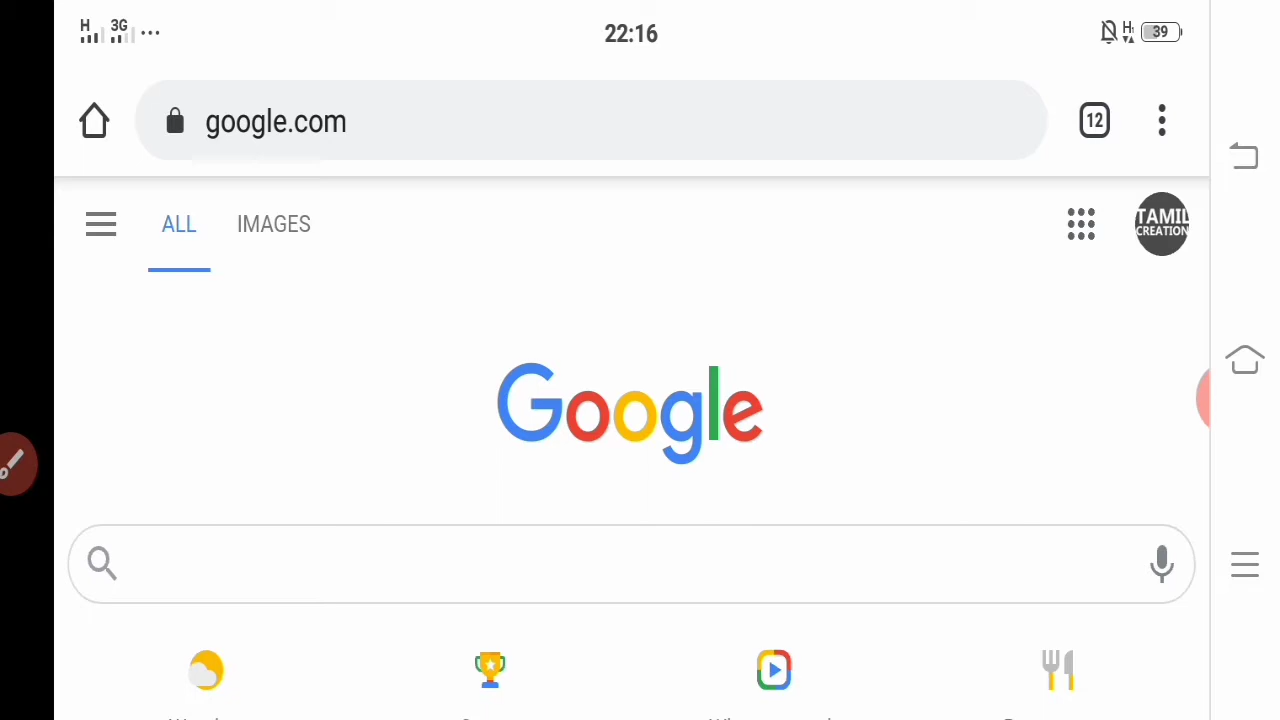 H 3G ... 22:16 H 39
google.com 12
ALL IMAGES TAMIL
CREATION
Google